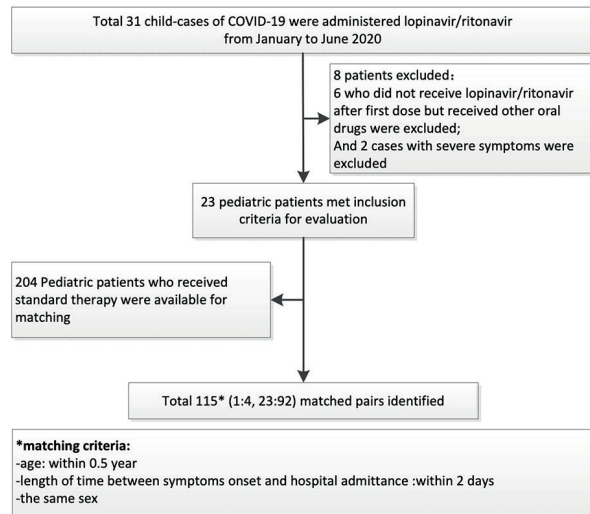 Total 31 child-cases of COVID-19 were administered lopinavir/ritonavir
from January to June 2020
8 patients excluded：
6 who did not receive lopinavir/ritonavir
after first dose but received other oral
drugs were excluded;
And 2 cases with severe symptoms were
excluded
23 pediatric patients met inclusion
criteria for evaluation
204 Pediatric patients who received
standard therapy were available for
matching
Total 115* (1:4, 23:92) matched pairs identified
*matching criteria:
-age: within 0.5 year
-length of time between symptoms onset and hospital admittance :within 2 days
-the same sex